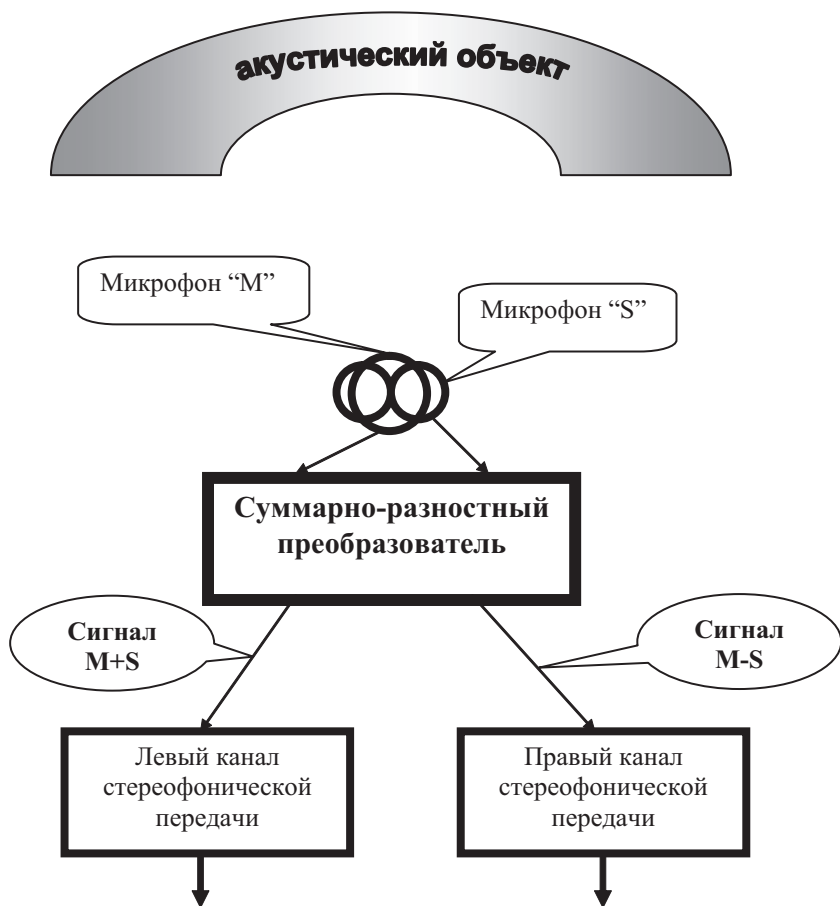 акустический объект
Микрофон “М”
Микрофон “S”
Суммарно-разностный
преобразователь
Сигнал
M+S
Сигнал
M-S
Левый канал
стереофонической
передачи
Правый канал
стереофонической
передачи